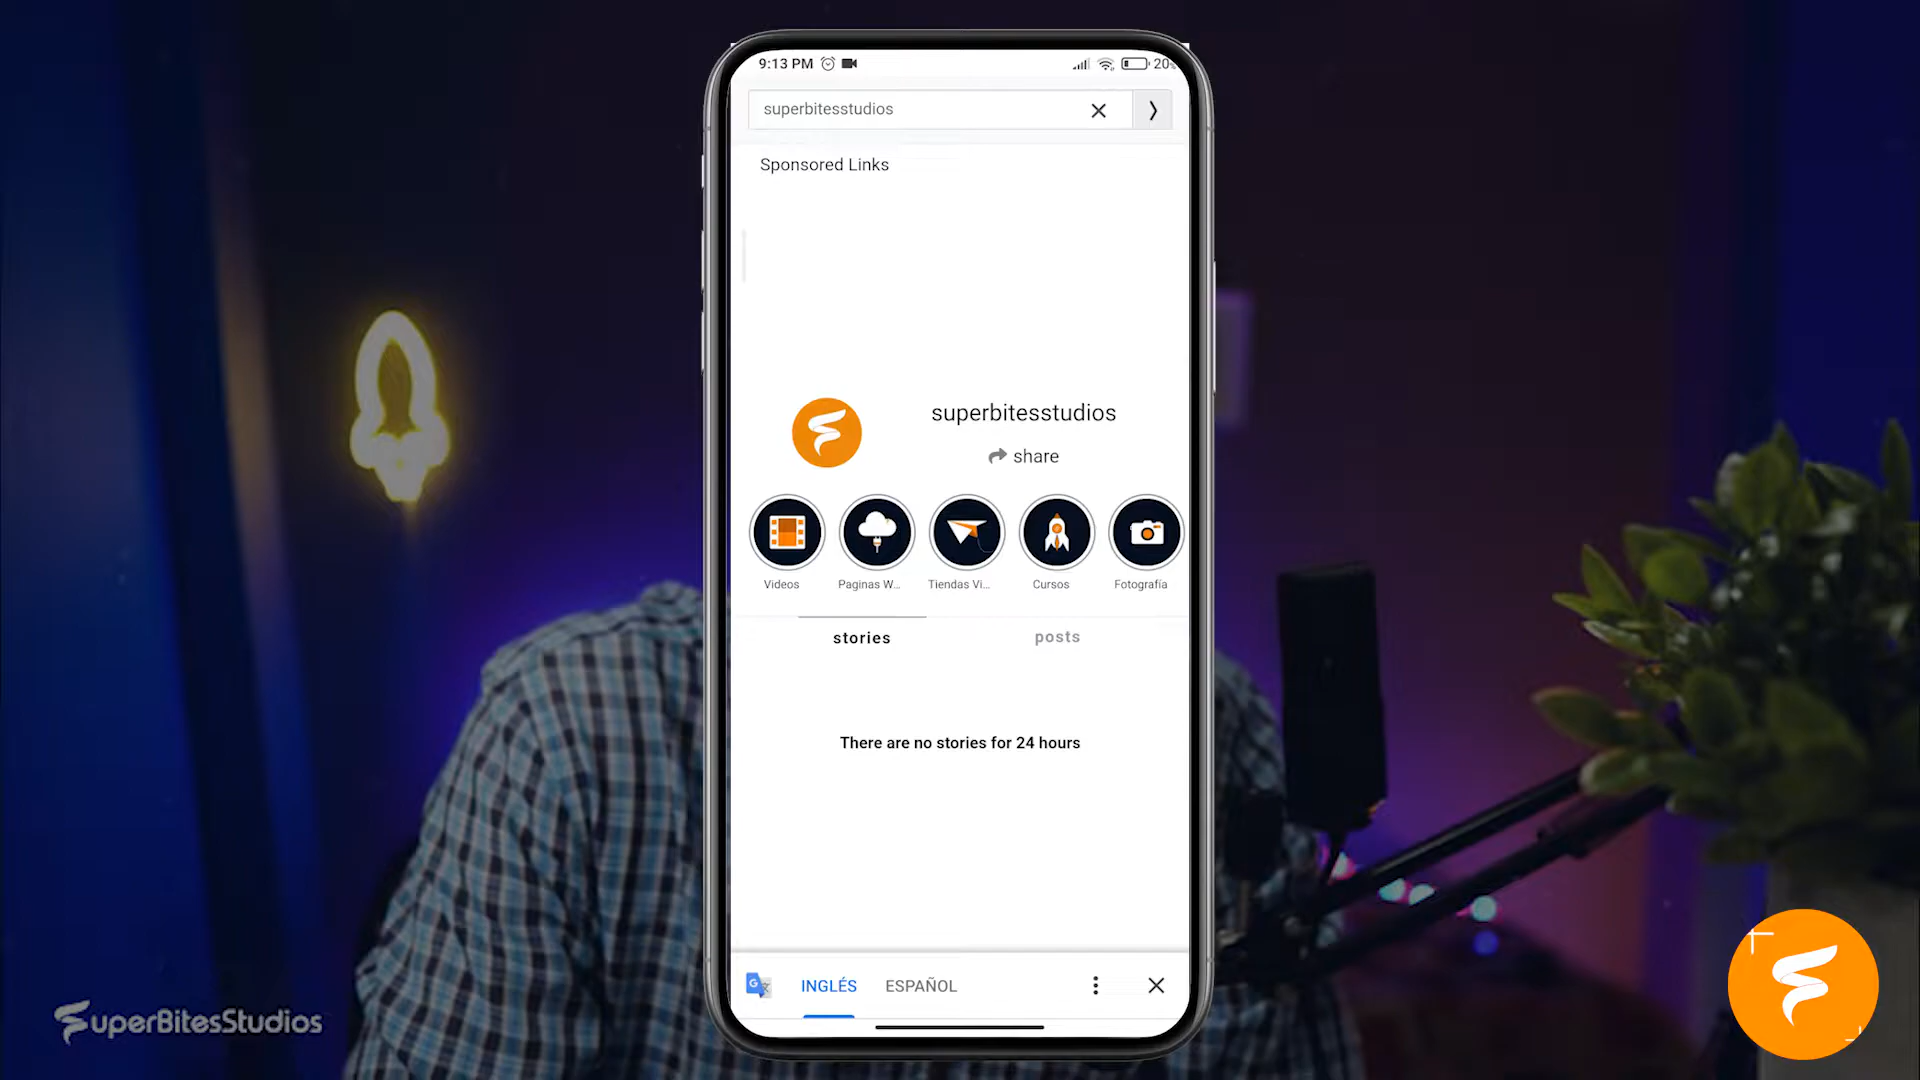 9:13 PM
20
superbitesstudios
Sponsored Links
superbitesstudios
share
Videos
Paginas W...
Tiendas Vi...
Cursos
Fotografía
stories
posts
There are no stories for 24 hours
INGLÉS
ESPAÑOL
SuperBitesStudios